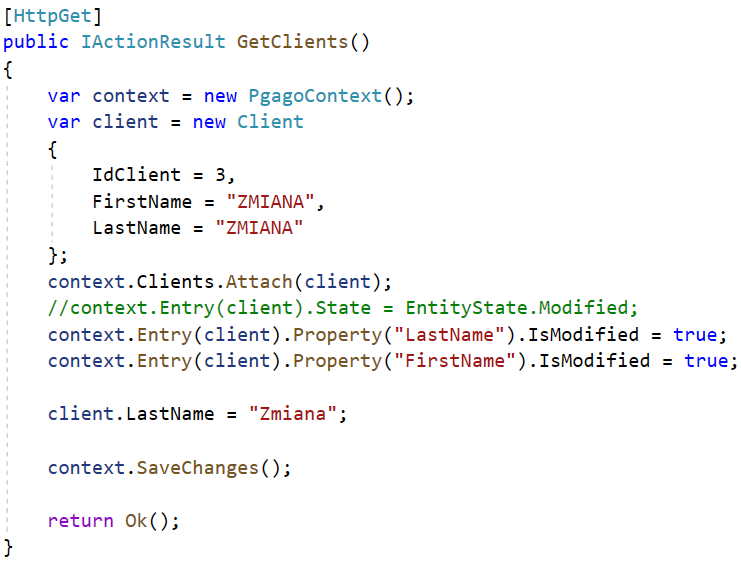 [HttpGet]
public IActionResult GetClients()
{
    var context = new PgagoContext();
    var client = new Client
    {
        IdClient = 3,
        FirstName = "ZMIANA",
        LastName = "ZMIANA"
    };
    context.Clients.Attach(client);
    //context.Entry(client).State = EntityState.Modified;
    context.Entry(client).Property("LastName").IsModified = true;
    context.Entry(client).Property("FirstName").IsModified = true;

    client.LastName = "Zmiana";

    context.SaveChanges();

    return Ok();
}